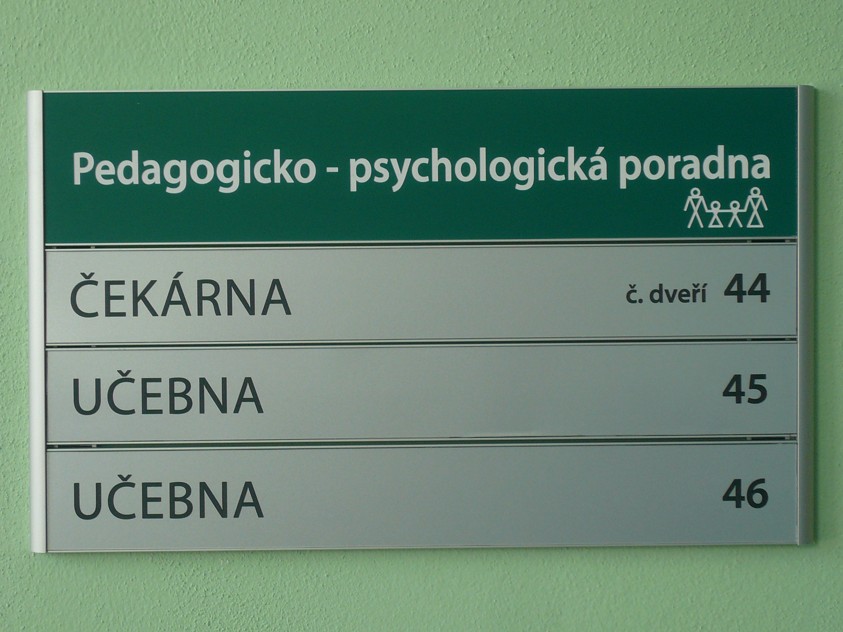 Pedagogicko - psychologická poradna
ČEKÁRNA č. dveří 44
UČEBNA 45
UČEBNA 46